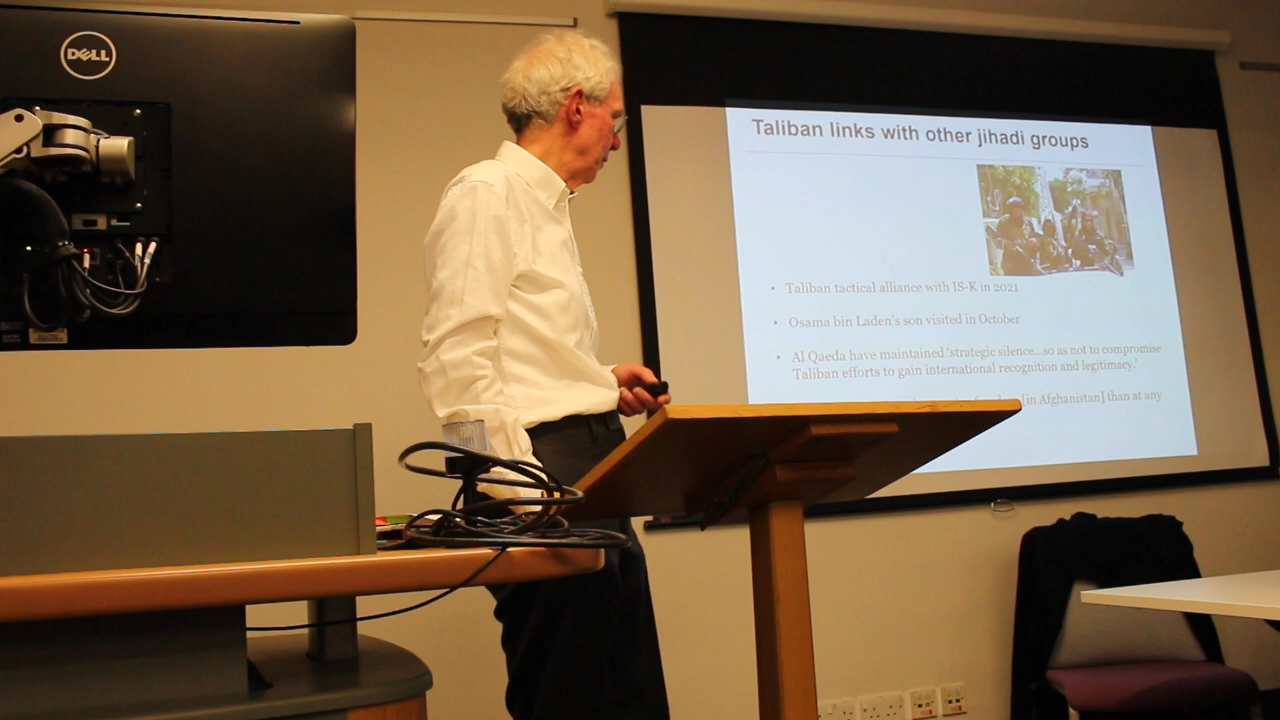 DELL
Taliban links with other jihadi groups
• Taliban tactical alliance with IS-K in 2021
• Osama bin Laden's son visited in October
• Al Qaeda have maintained 'strategic silence...so as not to compromise
Taliban efforts to gain international recognition and legitimacy.'
[in Afghanistan] than at any